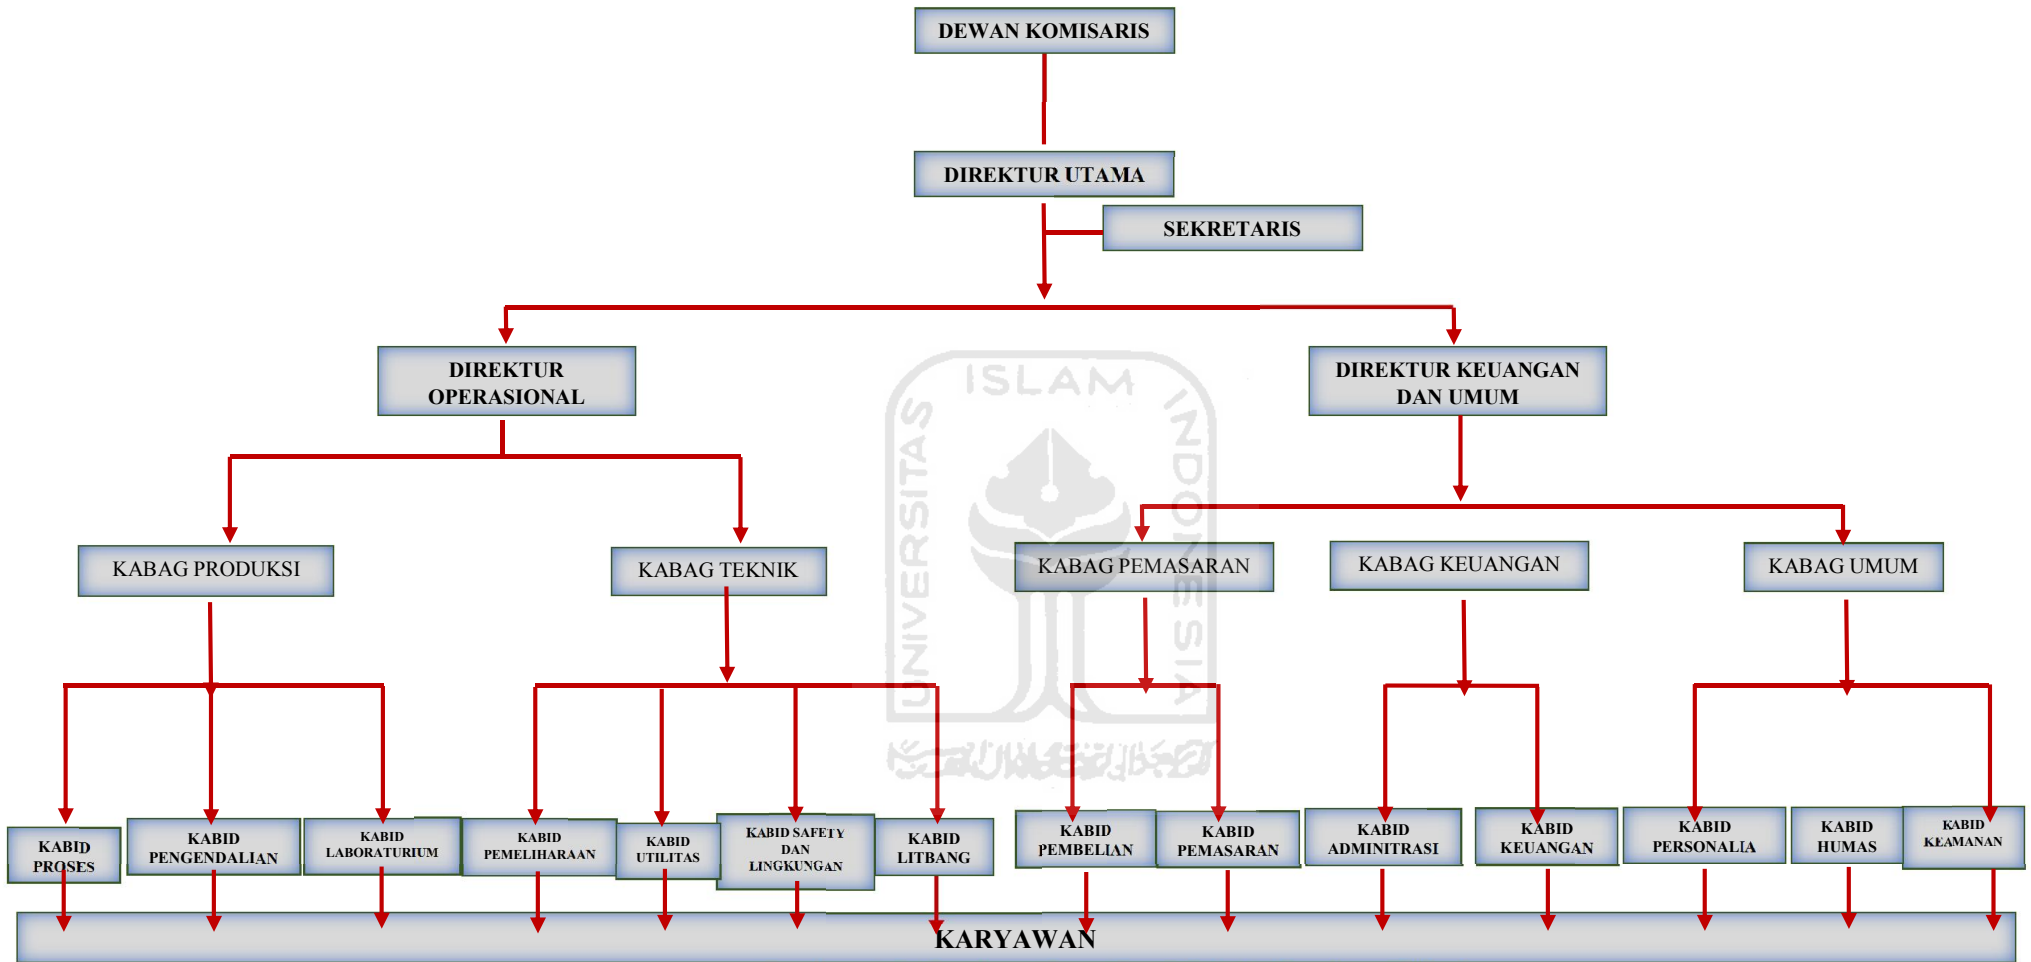 DEWAN KOMISARIS
DIREKTUR UTAMA
SEKRETARIS
DIREKTUR
OPERASIONAL
DIREKTUR KEUANGAN
DAN UMUM
UNIVERSITAS
ISLAM
INDONESIA
KABAG PRODUKSI
KABAG TEKNIK
KABAG PEMASARAN
KABAG KEUANGAN
KABAG UMUM
KABID
PROSES
KABID
PENGENDALIAN
KABID
LABORATURIUM
KABID
PEMELIHARAAN
KABID
UTILITAS
KABID SAFETY
DAN
LINGKUNGAN
KABID
LITBANG
KABID
PEMBELIAN
KABID
PEMASARAN
KABID
ADMINITRASI
KABID
KEUANGAN
KABID
PERSONALIA
KABID
HUMAS
KABID
KEAMANAN
KARYAWAN